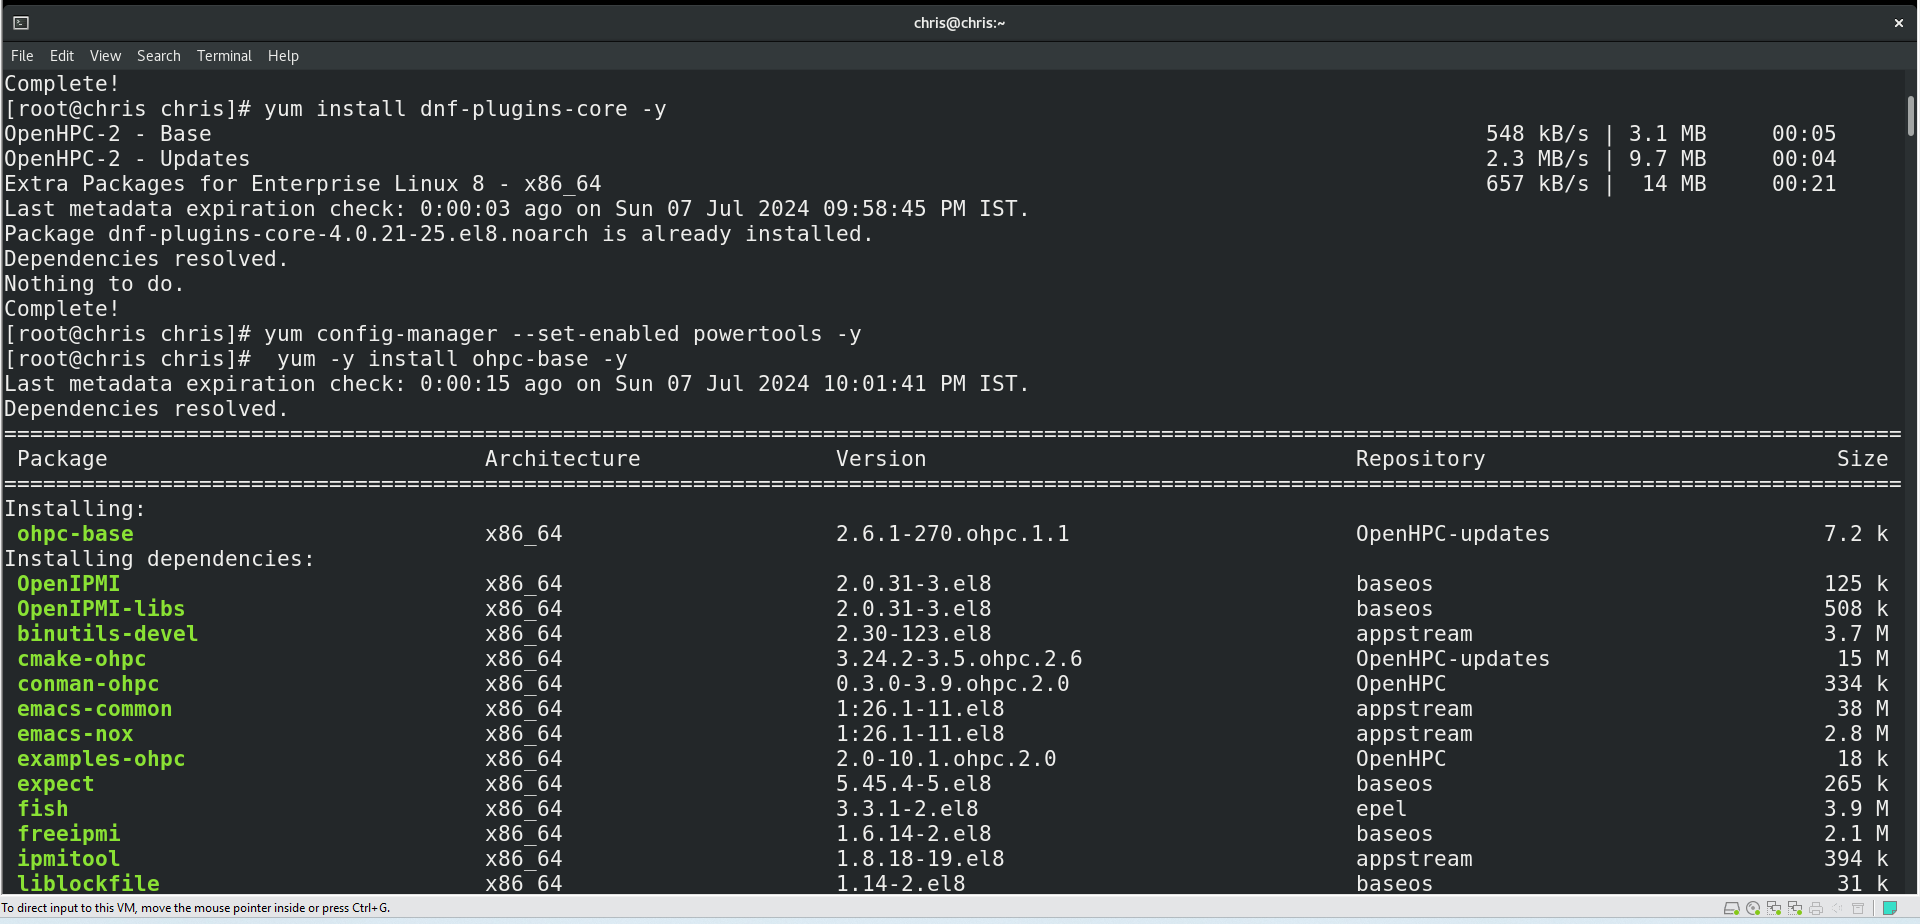 chris@chris:~
File Edit View Search Terminal Help
Complete!
[root@chris chris]# yum install dnf-plugins-core -y
OpenHPC-2 - Base 548 kB/s | 3.1 MB 00:05
OpenHPC-2 - Updates 2.3 MB/s | 9.7 MB 00:04
Extra Packages for Enterprise Linux 8 - x86_64 657 kB/s | 14 MB 00:21
Last metadata expiration check: 0:00:03 ago on Sun 07 Jul 2024 09:58:45 PM IST.
Package dnf-plugins-core-4.0.21-25.el8.noarch is already installed.
Dependencies resolved.
Nothing to do.
Complete!
[root@chris chris]# yum config-manager --set-enabled powertools -y
[root@chris chris]#  yum -y install ohpc-base -y
Last metadata expiration check: 0:00:15 ago on Sun 07 Jul 2024 10:01:41 PM IST.
Dependencies resolved.
================================================================================
Package Architecture Version Repository Size
================================================================================
Installing:
ohpc-base x86_64 2.6.1-270.ohpc.1.1 OpenHPC-updates 7.2 k
Installing dependencies:
OpenIPMI x86_64 2.0.31-3.el8 baseos 125 k
OpenIPMI-libs x86_64 2.0.31-3.el8 baseos 508 k
binutils-devel x86_64 2.30-123.el8 appstream 3.7 M
cmake-ohpc x86_64 3.24.2-3.5.ohpc.2.6 OpenHPC-updates 15 M
conman-ohpc x86_64 0.3.0-3.9.ohpc.2.0 OpenHPC 334 k
emacs-common x86_64 1:26.1-11.el8 appstream 38 M
emacs-nox x86_64 1:26.1-11.el8 appstream 2.8 M
examples-ohpc x86_64 2.0-10.1.ohpc.2.0 OpenHPC 18 k
expect x86_64 5.45.4-5.el8 baseos 265 k
fish x86_64 3.3.1-2.el8 epel 3.9 M
freeipmi x86_64 1.6.14-2.el8 baseos 2.1 M
ipmitool x86_64 1.8.18-19.el8 appstream 394 k
liblockfile x86_64 1.14-2.el8 baseos 31 k
To direct input to this VM, move the mouse pointer inside or press Ctrl+G.